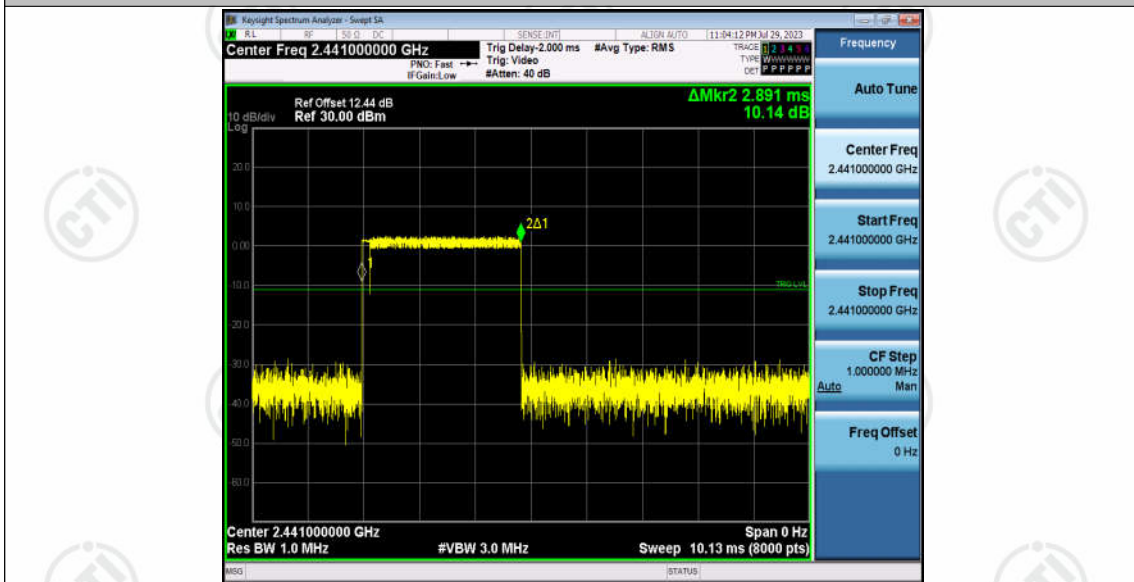 Keysight Spectrum Analyzer - Swept SA
RL RF 50 Ω DC SENSE:INT ALIGN AUTO 11:04:12 PM Jul 29, 2023
Center Freq 2.441000000 GHz
PNO: Fast
IFGain:Low
Trig Delay-2.000 ms
Trig: Video
#Atten: 40 dB
#Avg Type: RMS
TRACE 1 2 3 4 5 6
TYPE WWWWWW
DET P P P P P P
Frequency
Auto Tune
Center Freq
2.441000000 GHz
Start Freq
2.441000000 GHz
Stop Freq
2.441000000 GHz
CF Step
1.000000 MHz
Auto Man
Freq Offset
0 Hz
ΔMkr2 2.891 ms
10.14 dB
Ref Offset 12.44 dB
10 dB/div Ref 30.00 dBm
Log
20.0
10.0
0.00
-10.0
-20.0
-30.0
-40.0
-50.0
-60.0
2Δ1
1
TRIG LVL
Center 2.441000000 GHz Span 0 Hz
Res BW 1.0 MHz #VBW 3.0 MHz Sweep 10.13 ms (8000 pts)
MSG STATUS
CTI
CTI